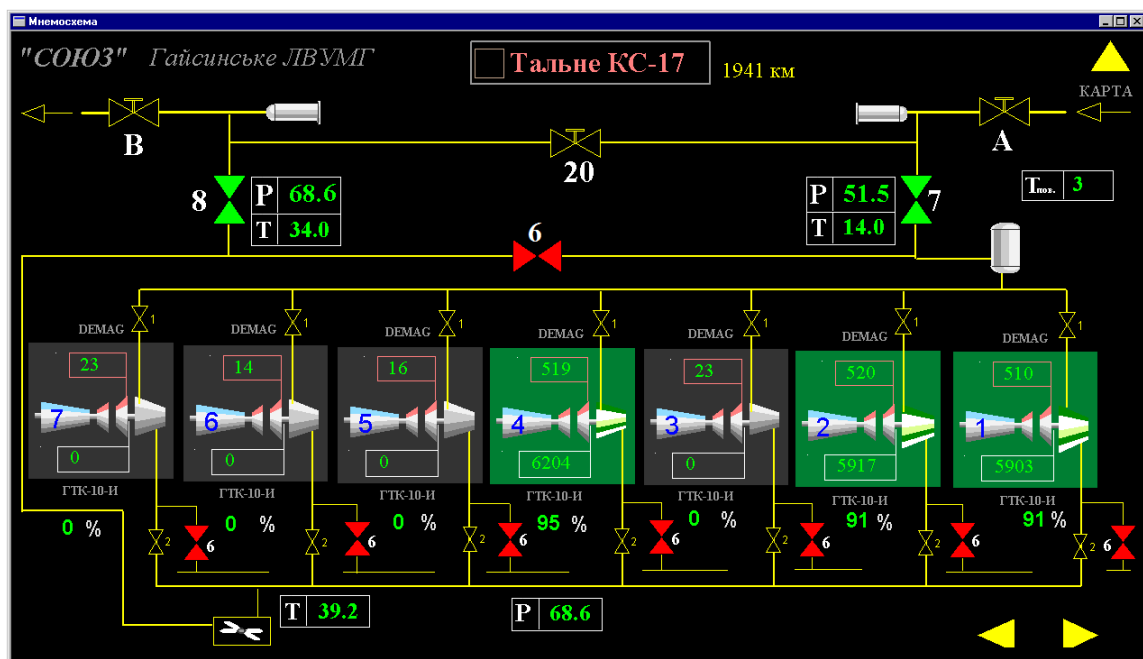 Мнемосхема
"СОЮЗ" Гайсинське ЛВУМГ
Тальне КС-17
1941 км
КАРТА
В
20
А
8
Р 68.6
Т 34.0
6
Р 51.5
Т 14.0
7
Тпов. 3
1 1 1 1 1 1 1
DEMAG DEMAG DEMAG DEMAG DEMAG DEMAG DEMAG
23 14 16 519 23 520 510
7 6 5 4 3 2 1
0 0 0 6204 0 5917 5903
ГТК-10-И ГТК-10-И ГТК-10-И ГТК-10-И ГТК-10-И ГТК-10-И ГТК-10-И
0 % 0 % 0 % 95 % 0 % 91 % 91 %
2 6 2 6 2 6 2 6 2 6 2 6 2 6
Т 39.2
Р 68.6